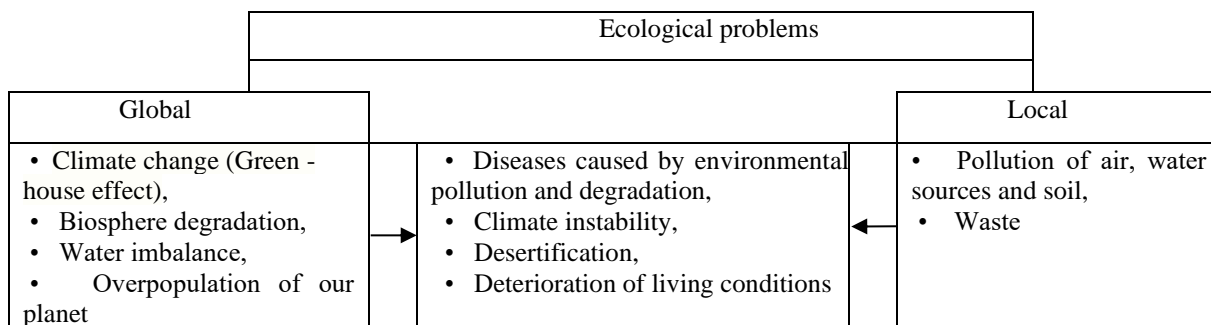 Ecological problems
Global
Local
• Climate change (Green -
house effect),
• Biosphere degradation,
• Water imbalance,
• Overpopulation of our
planet
• Diseases caused by environmental
pollution and degradation,
• Climate instability,
• Desertification,
• Deterioration of living conditions
• Pollution of air, water
sources and soil,
• Waste